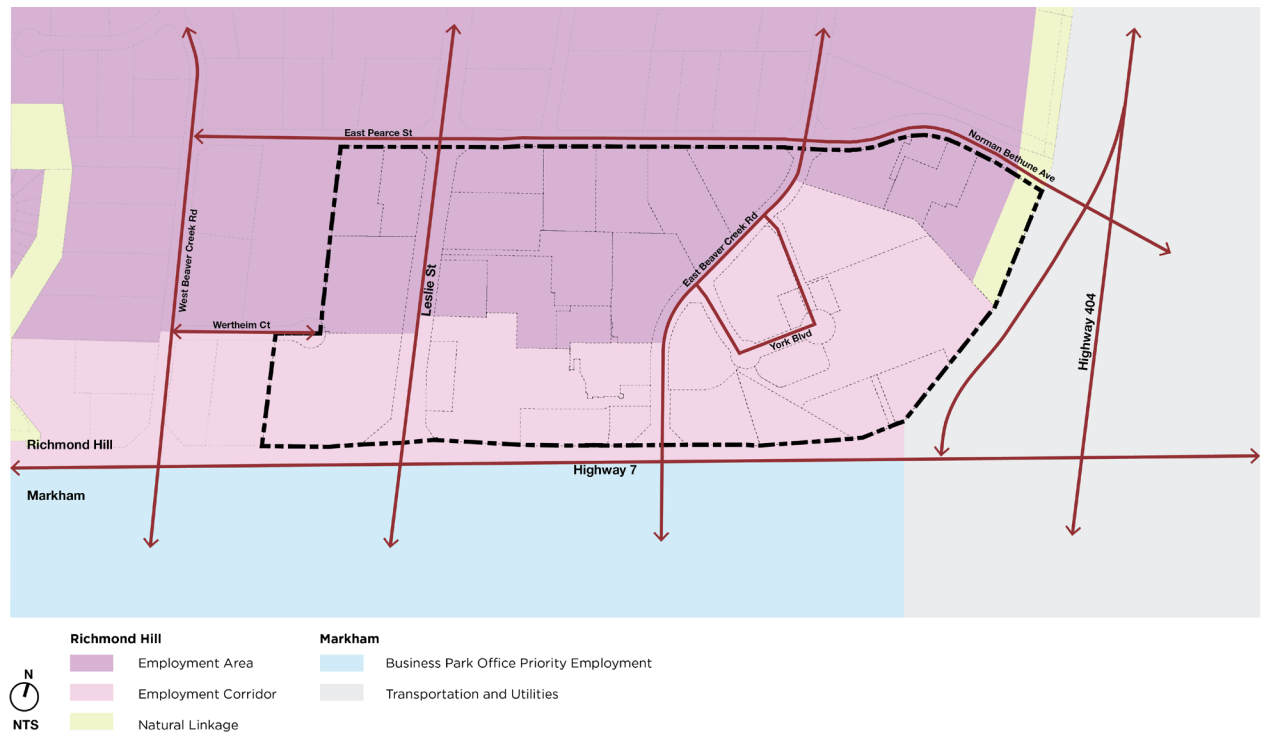 East Pearce St
Norman Bethune Ave
West Beaver Creek Rd
East Beaver Creek Rd
Leslie St
Wertheim Ct
York Blvd
Highway 404
Richmond Hill
Highway 7
Markham
Richmond Hill
Markham
Employment Area
Business Park Office Priority Employment
N
Employment Corridor
Transportation and Utilities
NTS
Natural Linkage